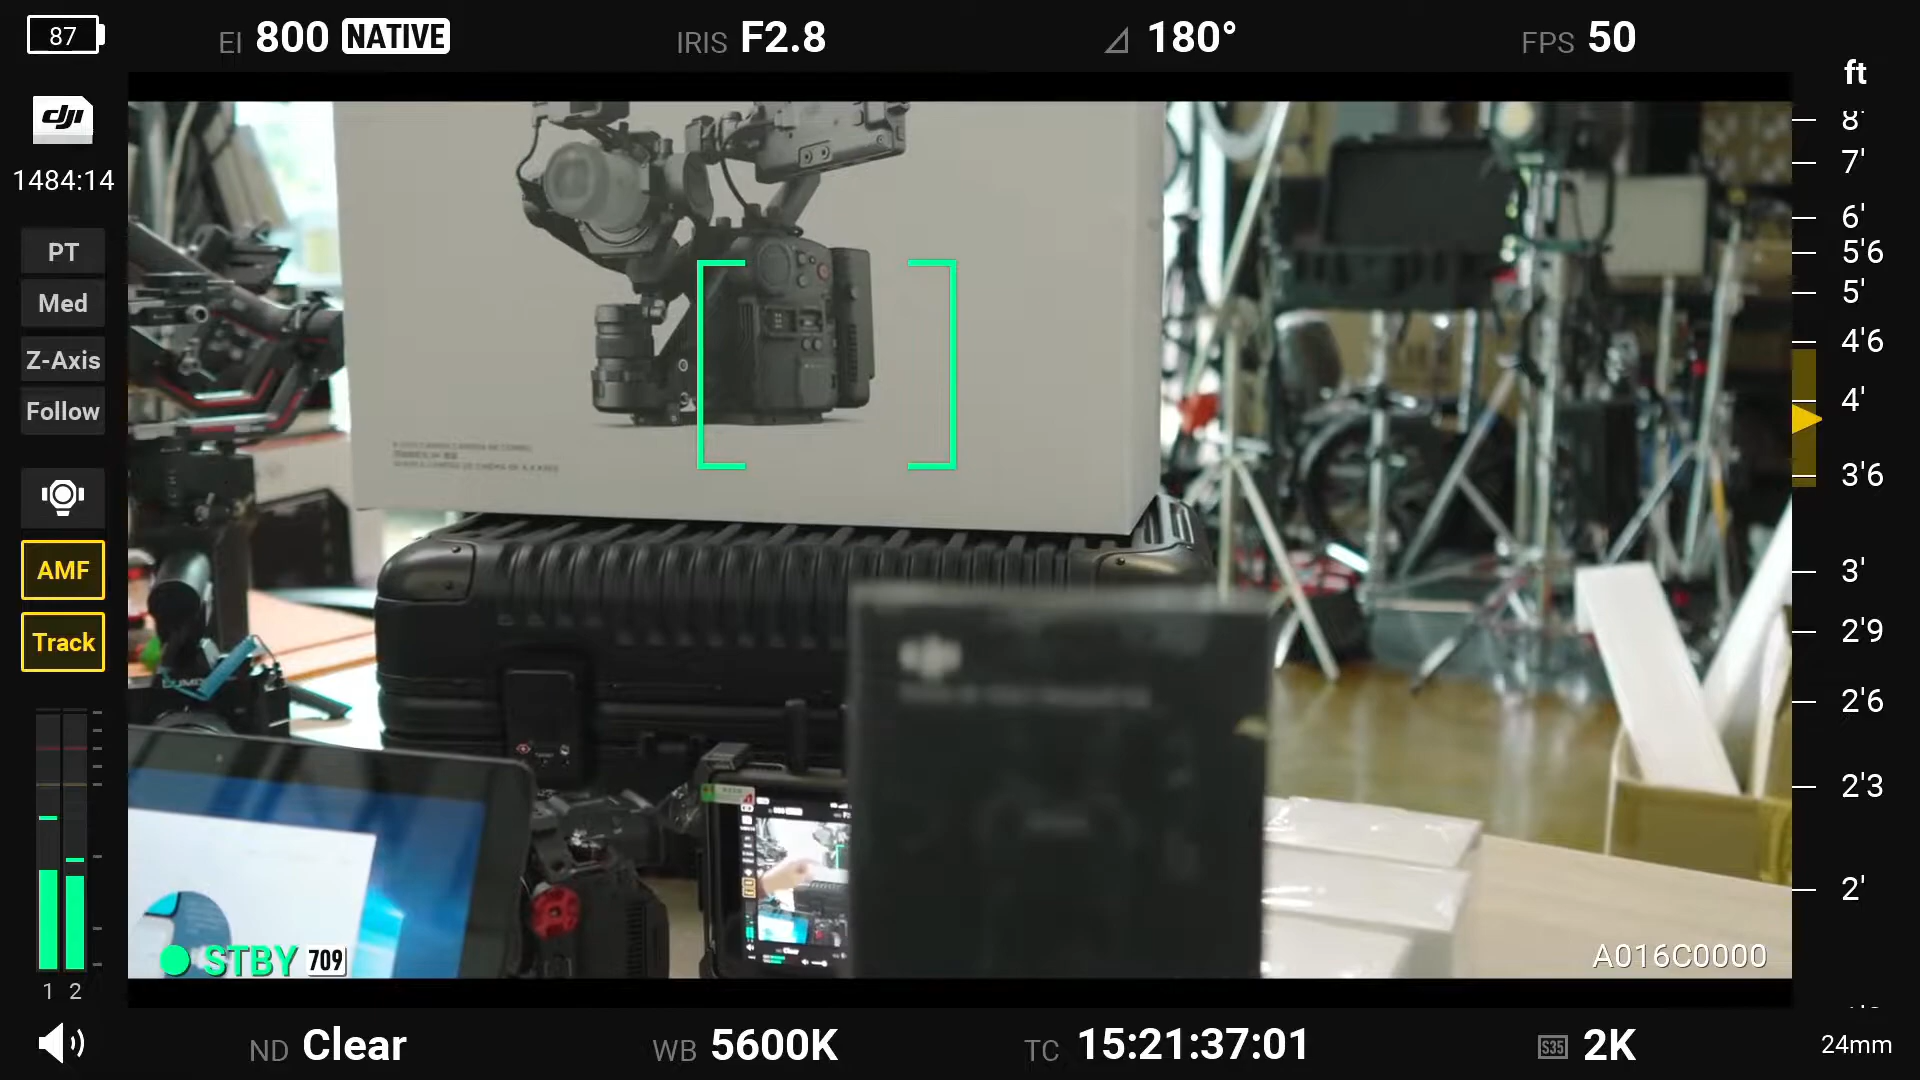 87
EI 800 NATIVE
IRIS F2.8
180°
FPS 50
ft
dji
1484:14
PT
Med
Z-Axis
Follow
AMF
Track
8'
7'
6'
5'6
5'
4'6
4'
3'6
3'
2'9
2'6
2'3
2'
STBY 709
A016C0000
1 2
ND Clear
WB 5600K
TC 15:21:37:01
S35 2K
24mm